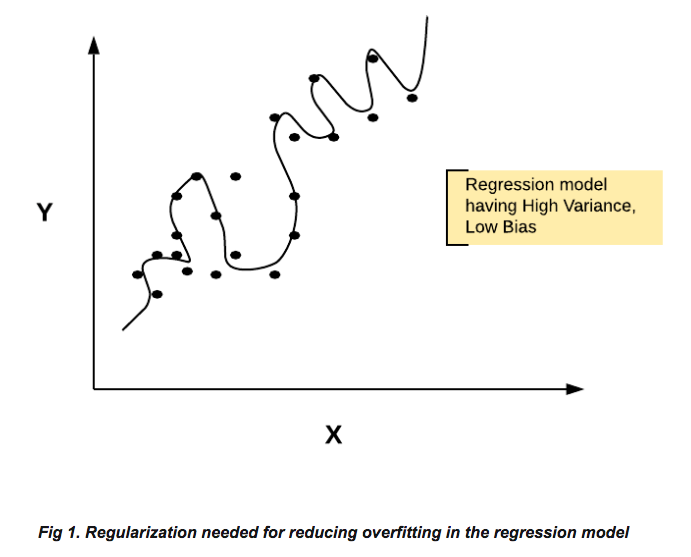 Y
Regression model
having High Variance,
Low Bias
X
Fig 1. Regularization needed for reducing overfitting in the regression model